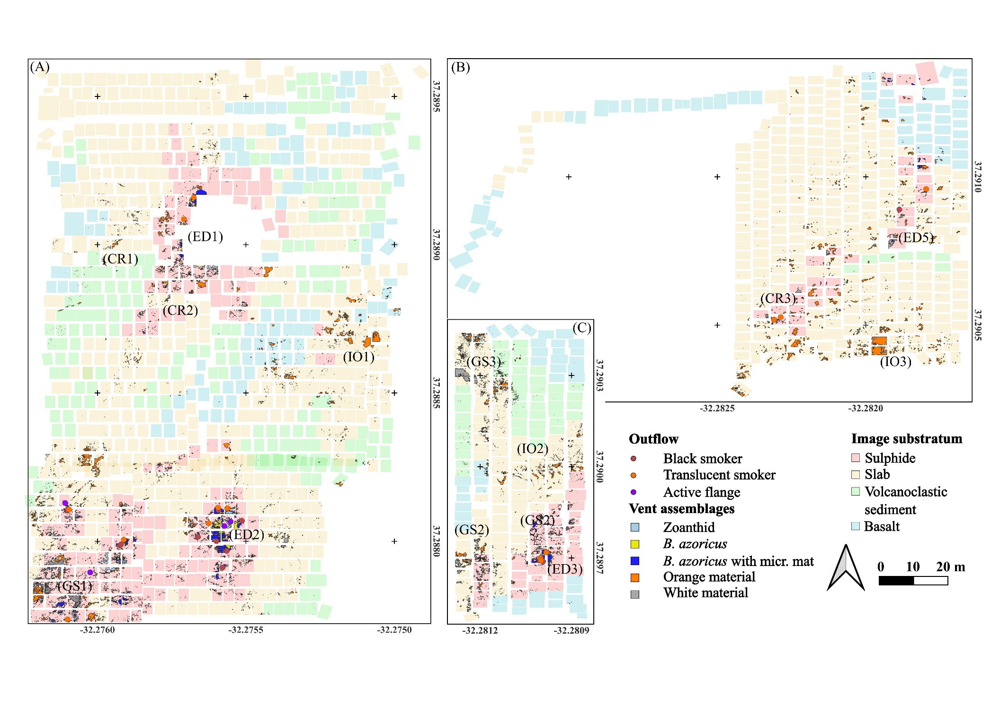 (A)
37.2895
(ED1)
37.2890
(CR1)
(CR2)
(IO1)
37.2885
(ED2)
37.2880
(GS1)
-32.2760
-32.2755
-32.2750
(B)
37.2910
(ED5)
(CR3)
37.2905
(IO3)
-32.2825
-32.2820
(C)
(GS3)
37.2903
(IO2)
37.2900
(GS2)
(GS2)
37.2897
(ED3)
-32.2812
-32.2809
Outflow
Black smoker
Translucent smoker
Active flange
Vent assemblages
Zoanthid
B. azoricus
B. azoricus with micr. mat
Orange material
White material
Image substratum
Sulphide
Slab
Volcanoclastic
sediment
Basalt
0 10 20 m